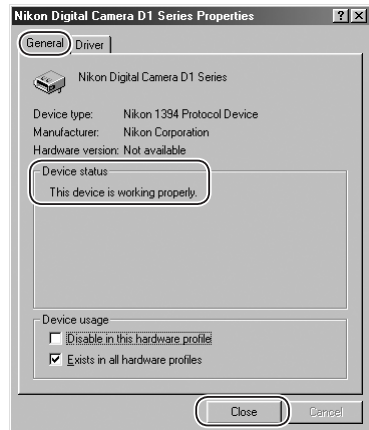 Nikon Digital Camera D1 Series Properties
General Driver
Nikon Digital Camera D1 Series
Device type: Nikon 1394 Protocol Device
Manufacturer: Nikon Corporation
Hardware version: Not available
Device status
This device is working properly.
Device usage
Disable in this hardware profile
Exists in all hardware profiles
Close Cancel